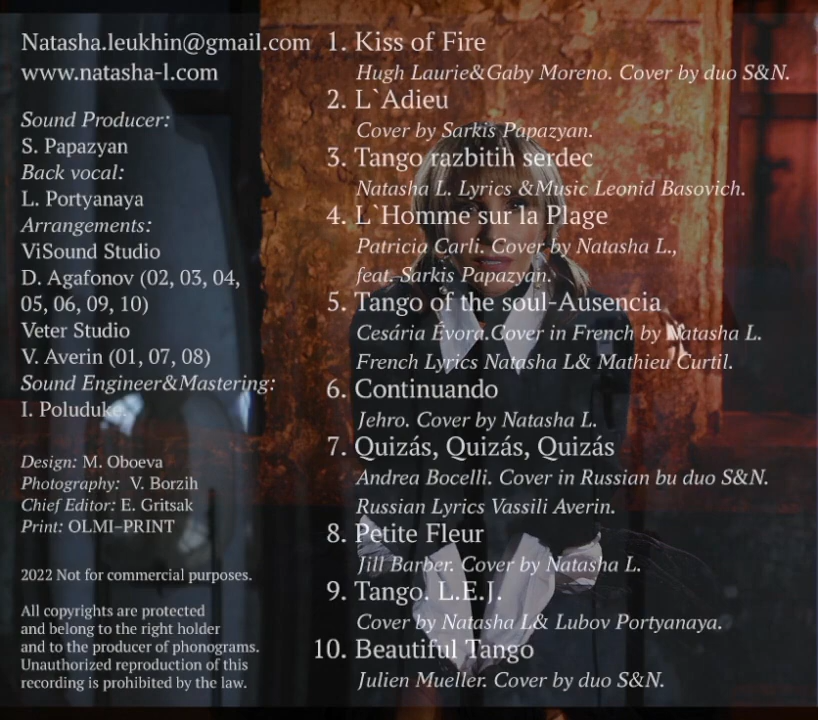 Natasha.leukhin@gmail.com
www.natasha-l.com
Sound Producer:
S. Papazyan
Back vocal:
L. Portyanaya
Arrangements:
ViSound Studio
D. Agafonov (02, 03, 04,
05, 06, 09, 10)
Veter Studio
V. Averin (01, 07, 08)
Sound Engineer&Mastering:
I. Poluduke.
Design: M. Oboeva
Photography: V. Borzih
Chief Editor: E. Gritsak
Print: OLMI–PRINT
2022 Not for commercial purposes.
All copyrights are protected
and belong to the right holder
and to the producer of phonograms.
Unauthorized reproduction of this
recording is prohibited by the law.
1. Kiss of Fire
Hugh Laurie&Gaby Moreno. Cover by duo S&N.
2. L`Adieu
Cover by Sarkis Papazyan.
3. Tango razbitih serdec
Natasha L. Lyrics &Music Leonid Basovich.
4. L`Homme sur la Plage
Patricia Carli. Cover by Natasha L.,
feat. Sarkis Papazyan.
5. Tango of the soul-Ausencia
Cesária Évora.Cover in French by Natasha L.
French Lyrics Natasha L& Mathieu Curtil.
6. Continuando
Jehro. Cover by Natasha L.
7. Quizás, Quizás, Quizás
Andrea Bocelli. Cover in Russian bu duo S&N.
Russian Lyrics Vassili Averin.
8. Petite Fleur
Jill Barber. Cover by Natasha L.
9. Tango. L.E.J.
Cover by Natasha L& Lubov Portyanaya.
10. Beautiful Tango
Julien Mueller. Cover by duo S&N.